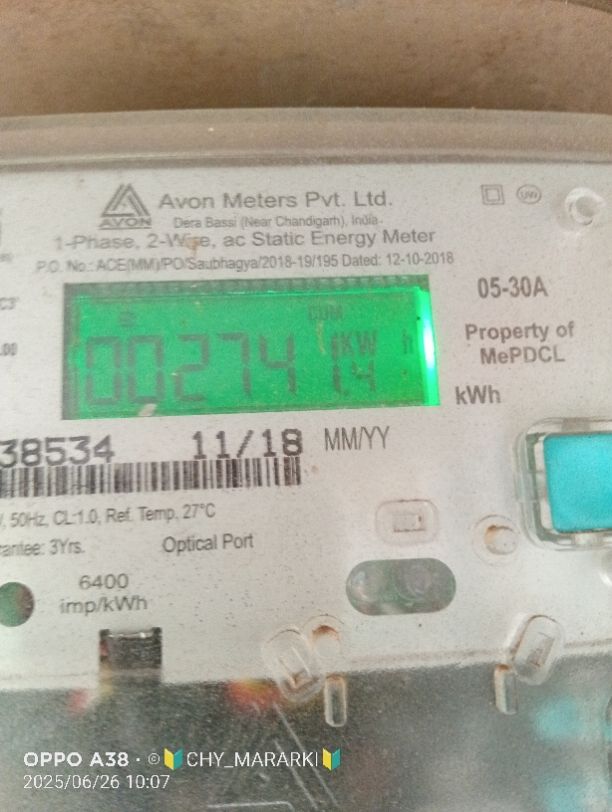 AVON
Avon Meters Pvt. Ltd.
Dera Bassi (Near Chandigarh), India
1-Phase, 2-Wire, ac Static Energy Meter
P.O. No.: ACE(MM)/PO/Saubhagya/2018-19/195 Dated: 12-10-2018
05-30A
Property of
MePDCL
CUM
KW h
002741.4
kWh
38534 11/18 MM/YY
50Hz, CL:1.0, Ref. Temp. 27°C
rantee: 3Yrs. Optical Port
6400
imp/kWh
OPPO A38 · © 🔰CHY_MARARKI🔰
2025/06/26 10:07